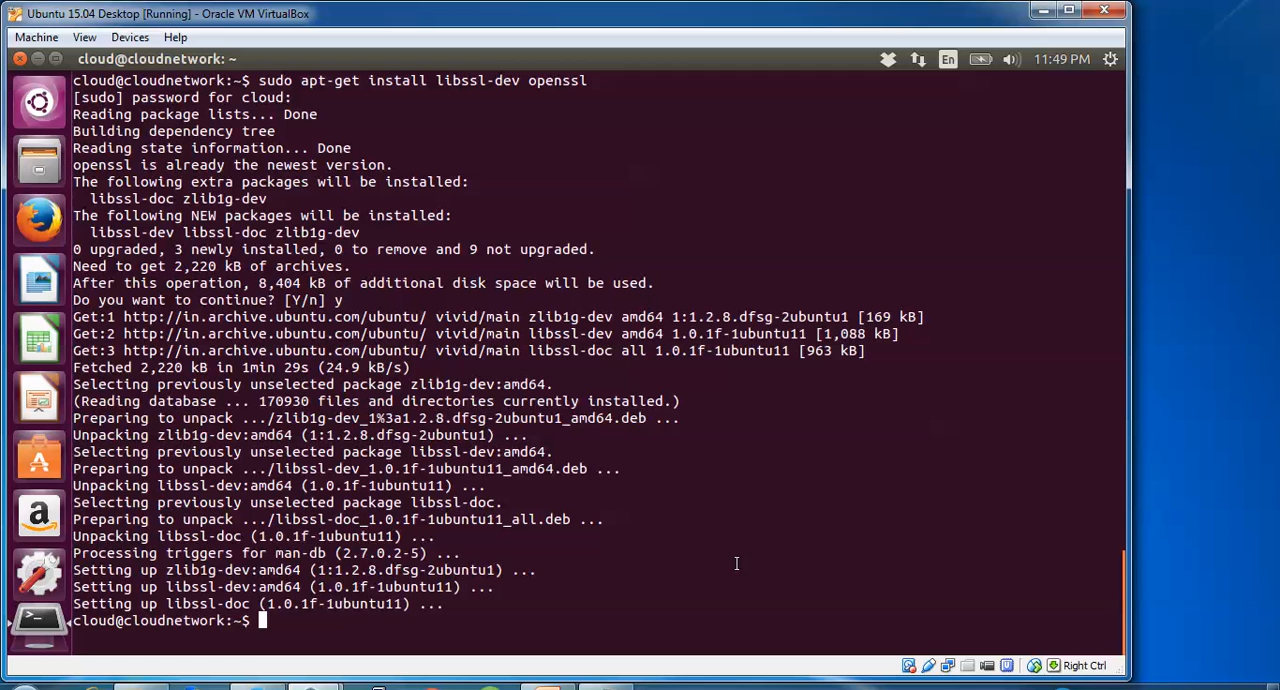 Ubuntu 15.04 Desktop [Running] - Oracle VM VirtualBox
Machine View Devices Help
cloud@cloudnetwork: ~
En
11:49 PM
cloud@cloudnetwork:~$ sudo apt-get install libssl-dev openssl
[sudo] password for cloud:
Reading package lists... Done
Building dependency tree
Reading state information... Done
openssl is already the newest version.
The following extra packages will be installed:
libssl-doc zlib1g-dev
The following NEW packages will be installed:
libssl-dev libssl-doc zlib1g-dev
0 upgraded, 3 newly installed, 0 to remove and 9 not upgraded.
Need to get 2,220 kB of archives.
After this operation, 8,404 kB of additional disk space will be used.
Do you want to continue? [Y/n] y
Get:1 http://in.archive.ubuntu.com/ubuntu/ vivid/main zlib1g-dev amd64 1:1.2.8.dfsg-2ubuntu1 [169 kB]
Get:2 http://in.archive.ubuntu.com/ubuntu/ vivid/main libssl-dev amd64 1.0.1f-1ubuntu11 [1,088 kB]
Get:3 http://in.archive.ubuntu.com/ubuntu/ vivid/main libssl-doc all 1.0.1f-1ubuntu11 [963 kB]
Fetched 2,220 kB in 1min 29s (24.9 kB/s)
Selecting previously unselected package zlib1g-dev:amd64.
(Reading database ... 170930 files and directories currently installed.)
Preparing to unpack .../zlib1g-dev_1%3a1.2.8.dfsg-2ubuntu1_amd64.deb ...
Unpacking zlib1g-dev:amd64 (1:1.2.8.dfsg-2ubuntu1) ...
Selecting previously unselected package libssl-dev:amd64.
Preparing to unpack .../libssl-dev_1.0.1f-1ubuntu11_amd64.deb ...
Unpacking libssl-dev:amd64 (1.0.1f-1ubuntu11) ...
Selecting previously unselected package libssl-doc.
Preparing to unpack .../libssl-doc_1.0.1f-1ubuntu11_all.deb ...
Unpacking libssl-doc (1.0.1f-1ubuntu11) ...
Processing triggers for man-db (2.7.0.2-5) ...
Setting up zlib1g-dev:amd64 (1:1.2.8.dfsg-2ubuntu1) ...
Setting up libssl-dev:amd64 (1.0.1f-1ubuntu11) ...
Setting up libssl-doc (1.0.1f-1ubuntu11) ...
cloud@cloudnetwork:~$
Right Ctrl